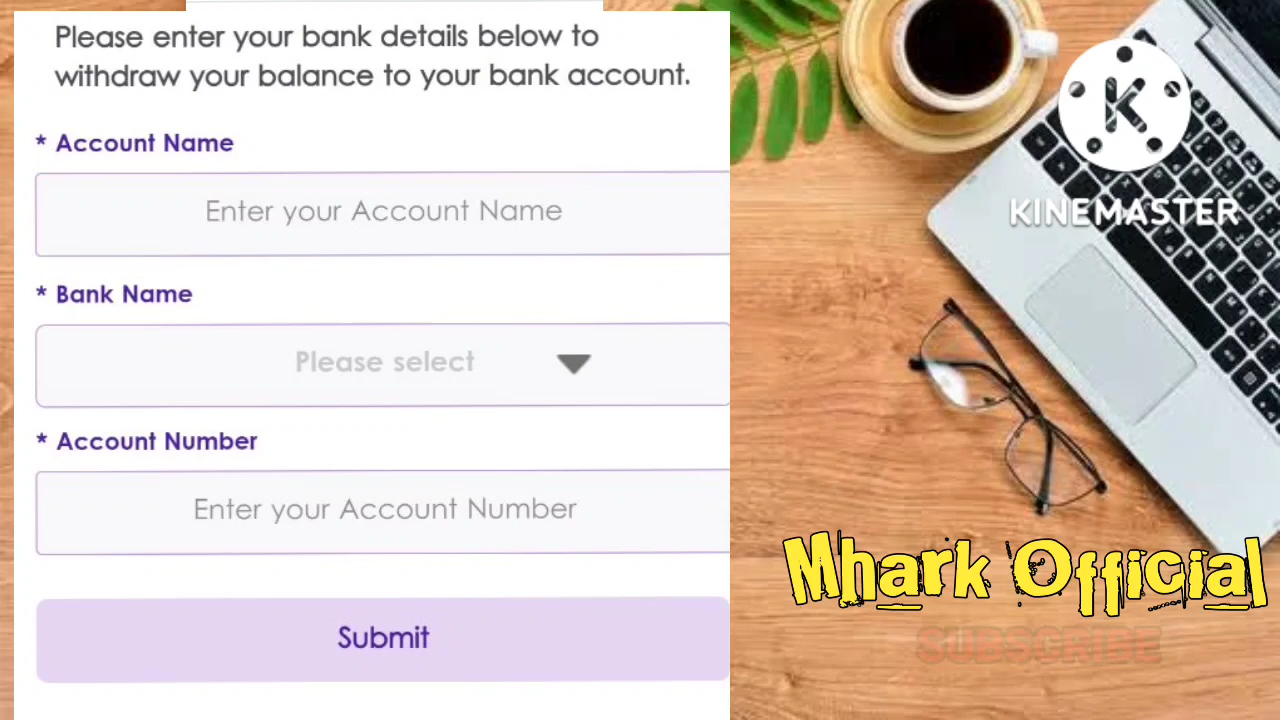 Please enter your bank details below to
withdraw your balance to your bank account.
* Account Name
Enter your Account Name
* Bank Name
Please select
* Account Number
Enter your Account Number
Submit
K
KINEMASTER
Mhark Official
SUBSCRIBE